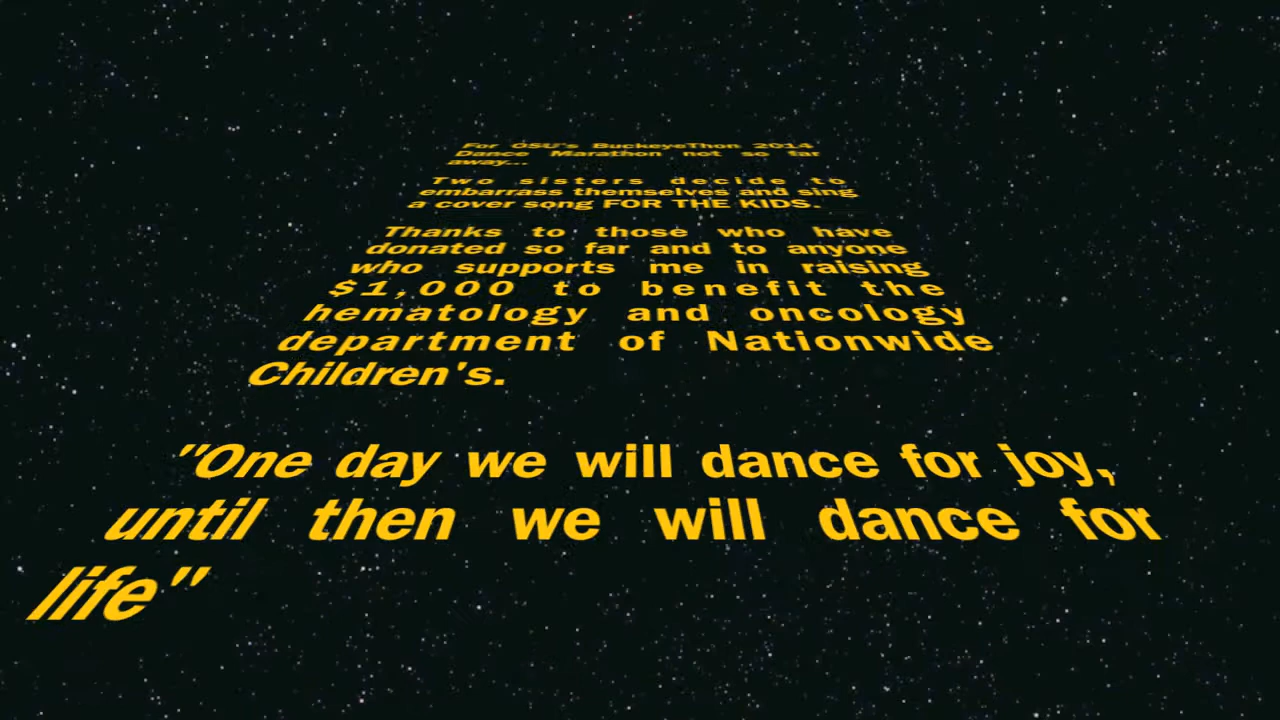 For OSU's BuckeyeThon 2014
Dance Marathon not so far
away...
Two sisters decide to
embarrass themselves and sing
a cover song FOR THE KIDS.
Thanks to those who have
donated so far and to anyone
who supports me in raising
$1,000 to benefit the
hematology and oncology
department of Nationwide
Children's.
"One day we will dance for joy,
until then we will dance for
life"